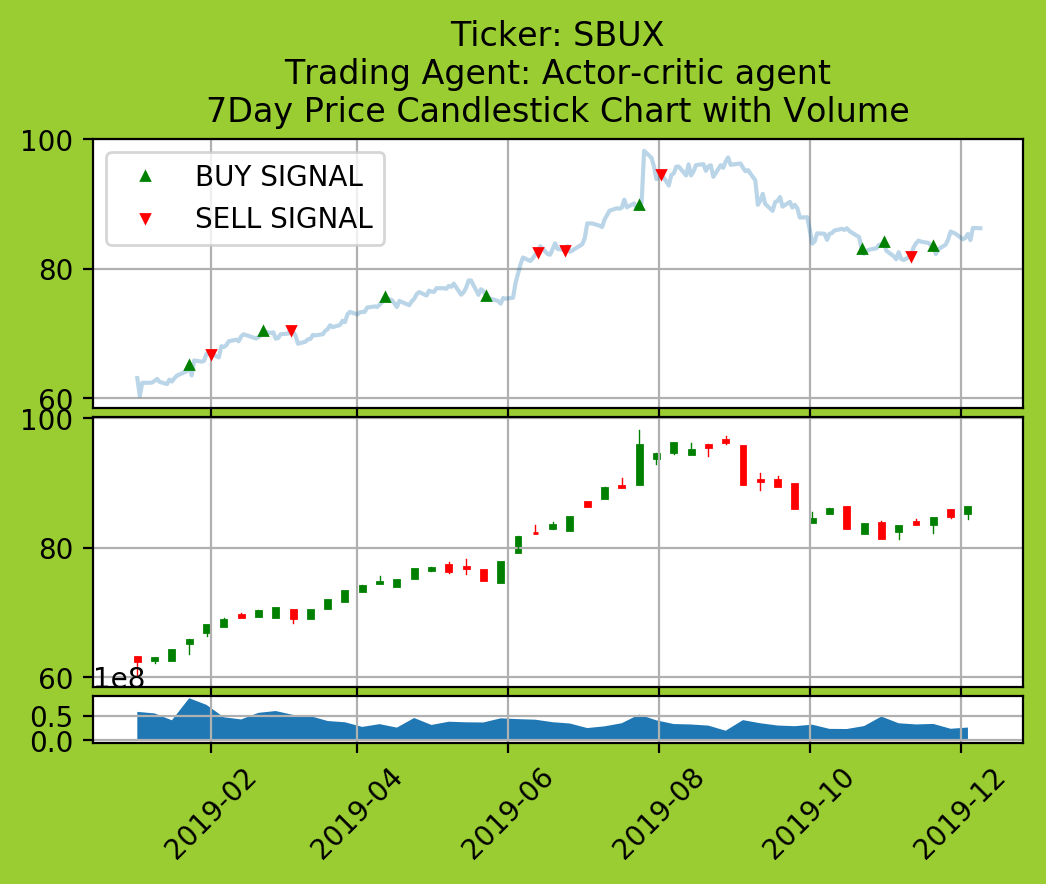 Ticker: SBUX
Trading Agent: Actor-critic agent
7Day Price Candlestick Chart with Volume
100
BUY SIGNAL
SELL SIGNAL
80
60
100
80
60
1e8
0.5
0.0
2019-02
2019-04
2019-06
2019-08
2019-10
2019-12